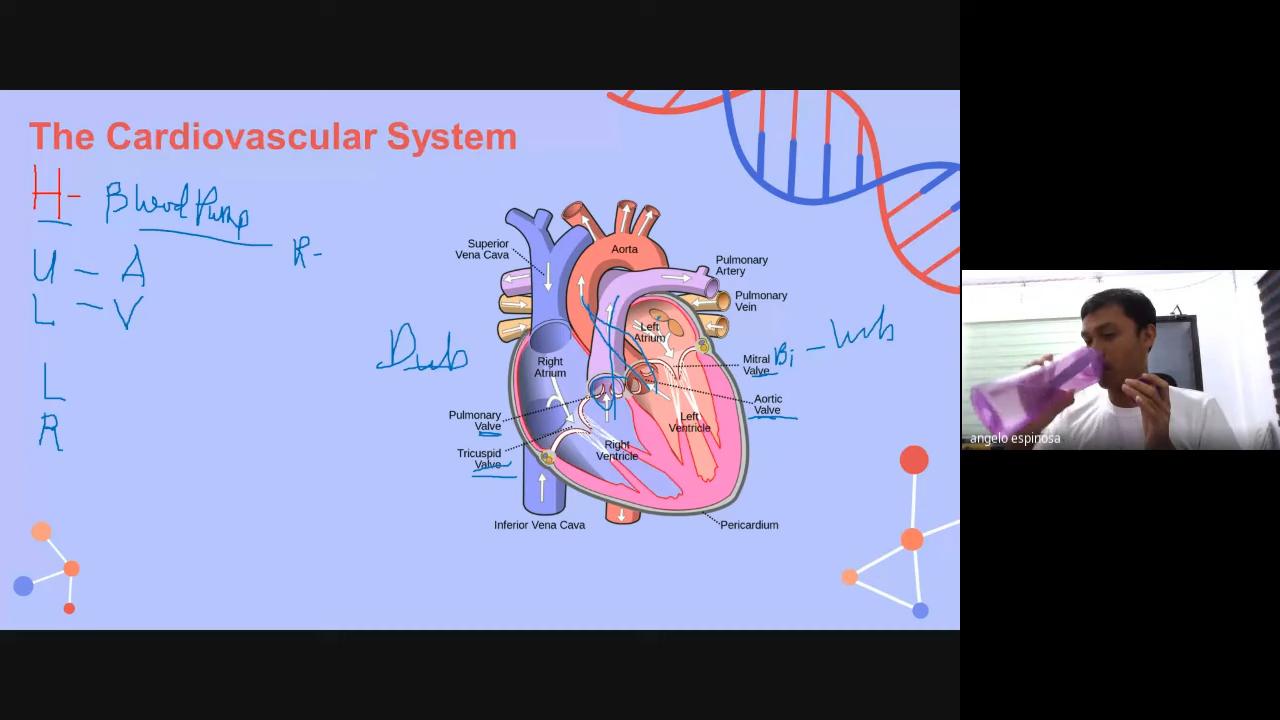 The Cardiovascular System
H- Blood Pump
R-
U - A
L - V
L
R
Superior
Vena Cava
Aorta
Pulmonary
Artery
Pulmonary
Vein
Left
Atrium
Dub
Right
Atrium
Mitral
Valve
Bi - Lub
Aortic
Valve
Pulmonary
Valve
Left
Ventricle
Tricuspid
Valve
Right
Ventricle
Inferior Vena Cava
Pericardium
angelo espinosa